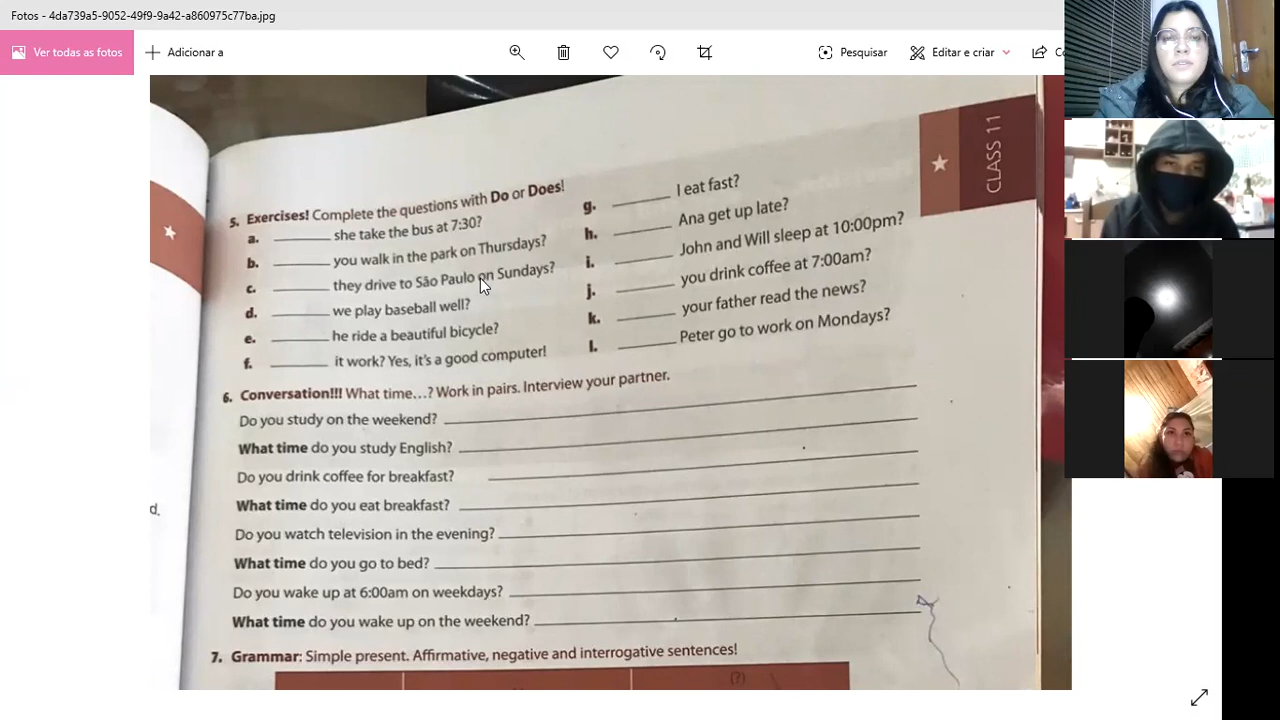 Fotos - 4da739a5-9052-49f9-9a42-a860975c77ba.jpg
Ver todas as fotos
Adicionar a
Pesquisar
Editar e criar
CLASS 11
5. Exercises! Complete the questions with Do or Does!
a. ______ she take the bus at 7:30?
b. ______ you walk in the park on Thursdays?
c. ______ they drive to São Paulo on Sundays?
d. ______ we play baseball well?
e. ______ he ride a beautiful bicycle?
f. ______ it work? Yes, it's a good computer!
g. ______ I eat fast?
h. ______ Ana get up late?
i. ______ John and Will sleep at 10:00pm?
j. ______ you drink coffee at 7:00am?
k. ______ your father read the news?
l. ______ Peter go to work on Mondays?
6. Conversation!!! What time...? Work in pairs. Interview your partner.
Do you study on the weekend?
What time do you study English?
Do you drink coffee for breakfast?
What time do you eat breakfast?
Do you watch television in the evening?
What time do you go to bed?
Do you wake up at 6:00am on weekdays?
What time do you wake up on the weekend?
d.
7. Grammar: Simple present. Affirmative, negative and interrogative sentences!
(?)